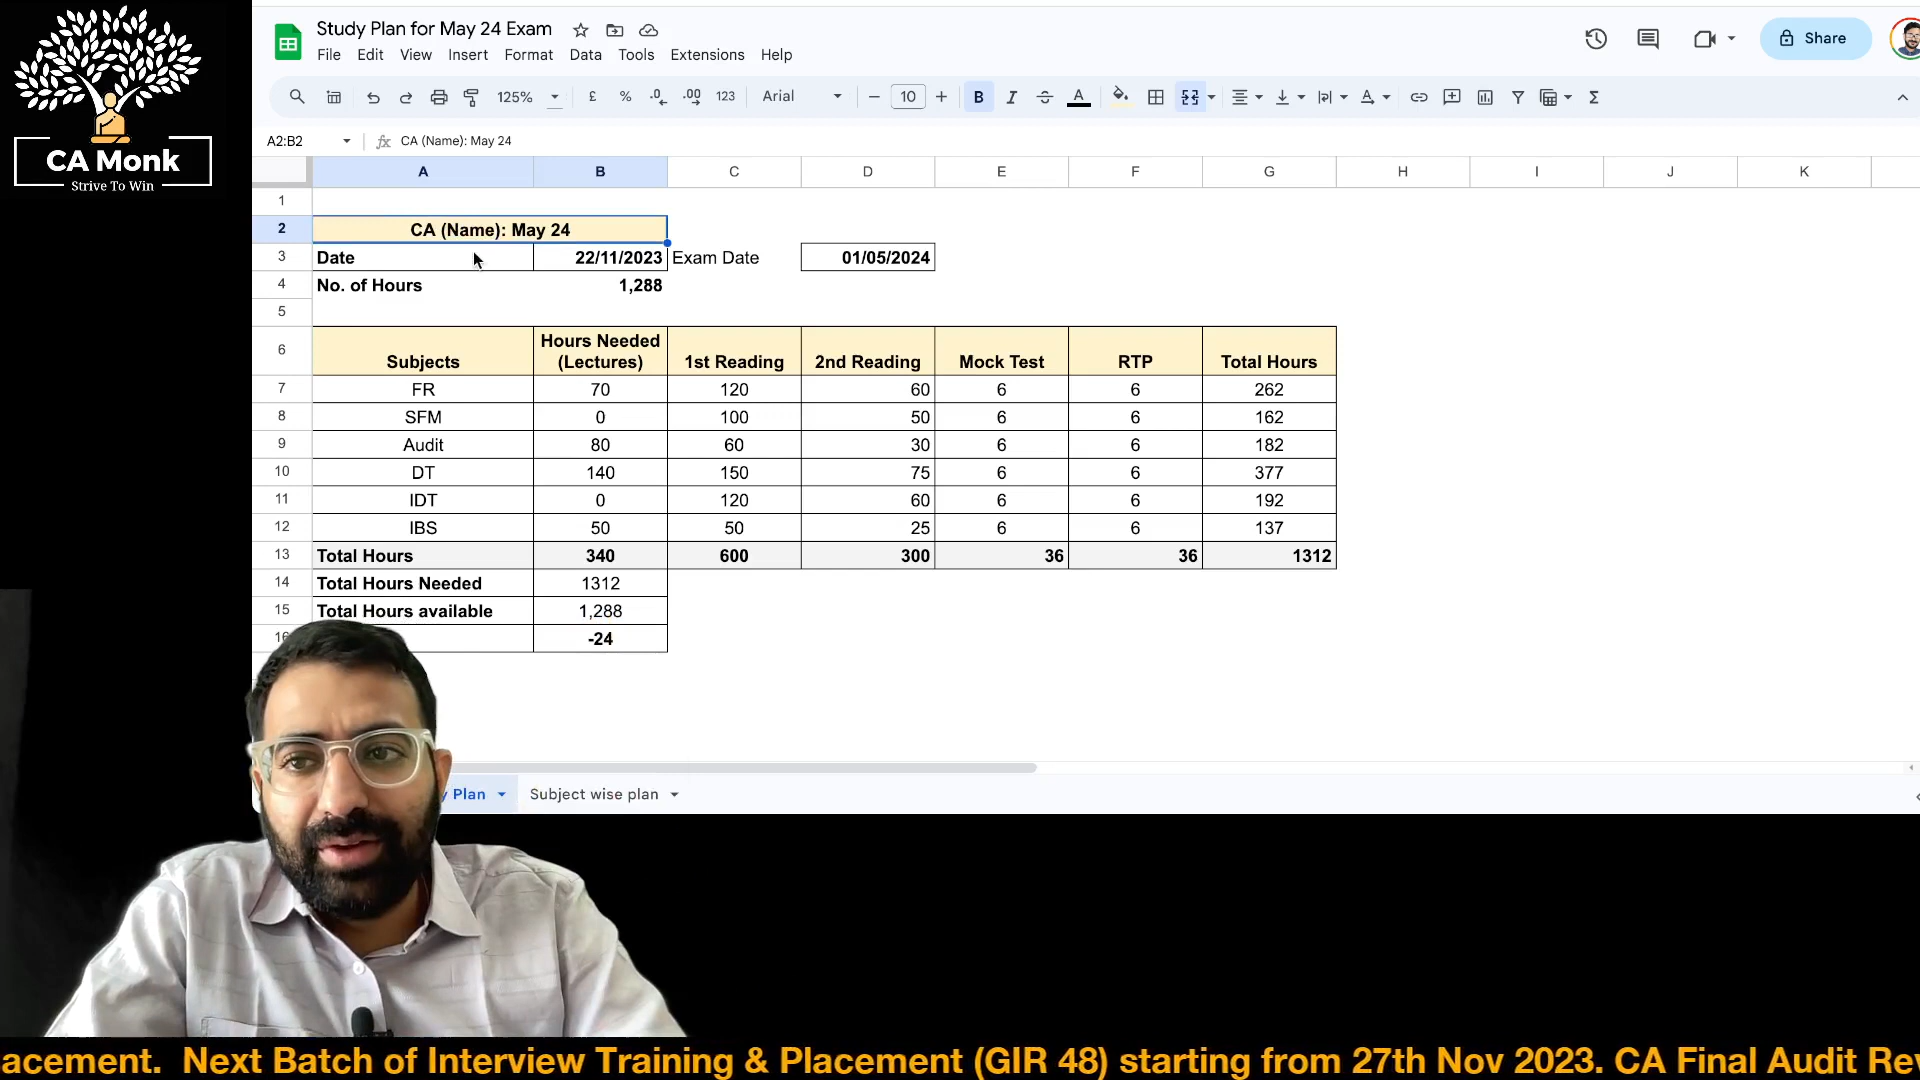 CA Monk
Strive To Win
Study Plan for May 24 Exam
File Edit View Insert Format Data Tools Extensions Help
Share
125% £ % .0 .00 123 Arial 10 B I A
A2:B2 fx CA (Name): May 24
A B C D E F G H I J K
1
2 CA (Name): May 24
3 Date 22/11/2023 Exam Date 01/05/2024
4 No. of Hours 1,288
5
6 Subjects Hours Needed (Lectures) 1st Reading 2nd Reading Mock Test RTP Total Hours
7 FR 70 120 60 6 6 262
8 SFM 0 100 50 6 6 162
9 Audit 80 60 30 6 6 182
10 DT 140 150 75 6 6 377
11 IDT 0 120 60 6 6 192
12 IBS 50 50 25 6 6 137
13 Total Hours 340 600 300 36 36 1312
14 Total Hours Needed 1312
15 Total Hours available 1,288
16 -24
Plan Subject wise plan
acement. Next Batch of Interview Training & Placement (GIR 48) starting from 27th Nov 2023. CA Final Audit Re